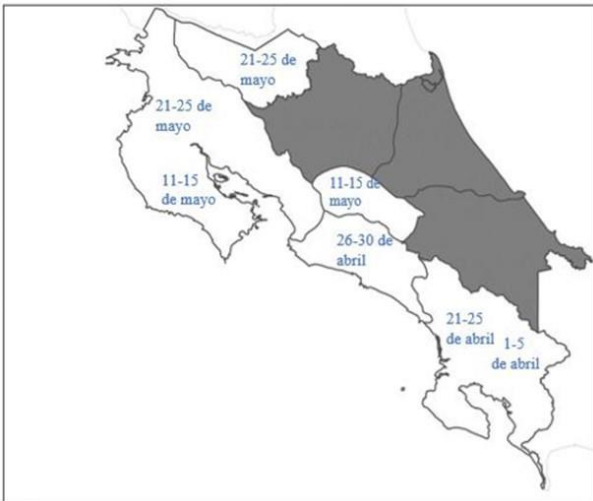 21-25 de
mayo
21-25 de
mayo
11-15
de mayo
11-15 de
mayo
26-30 de
abril
21-25
de abril
1-5
de abril